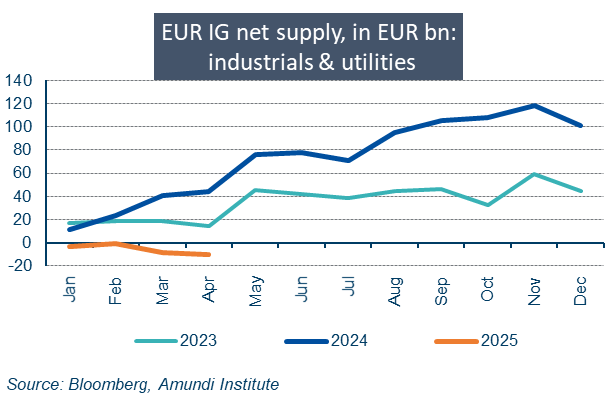 EUR IG net supply, in EUR bn:
industrials & utilities
140
120
100
80
60
40
20
0
-20
Jan
Feb
Mar
Apr
May
Jun
Jul
Aug
Sep
Oct
Nov
Dec
2023
2024
2025
Source: Bloomberg, Amundi Institute